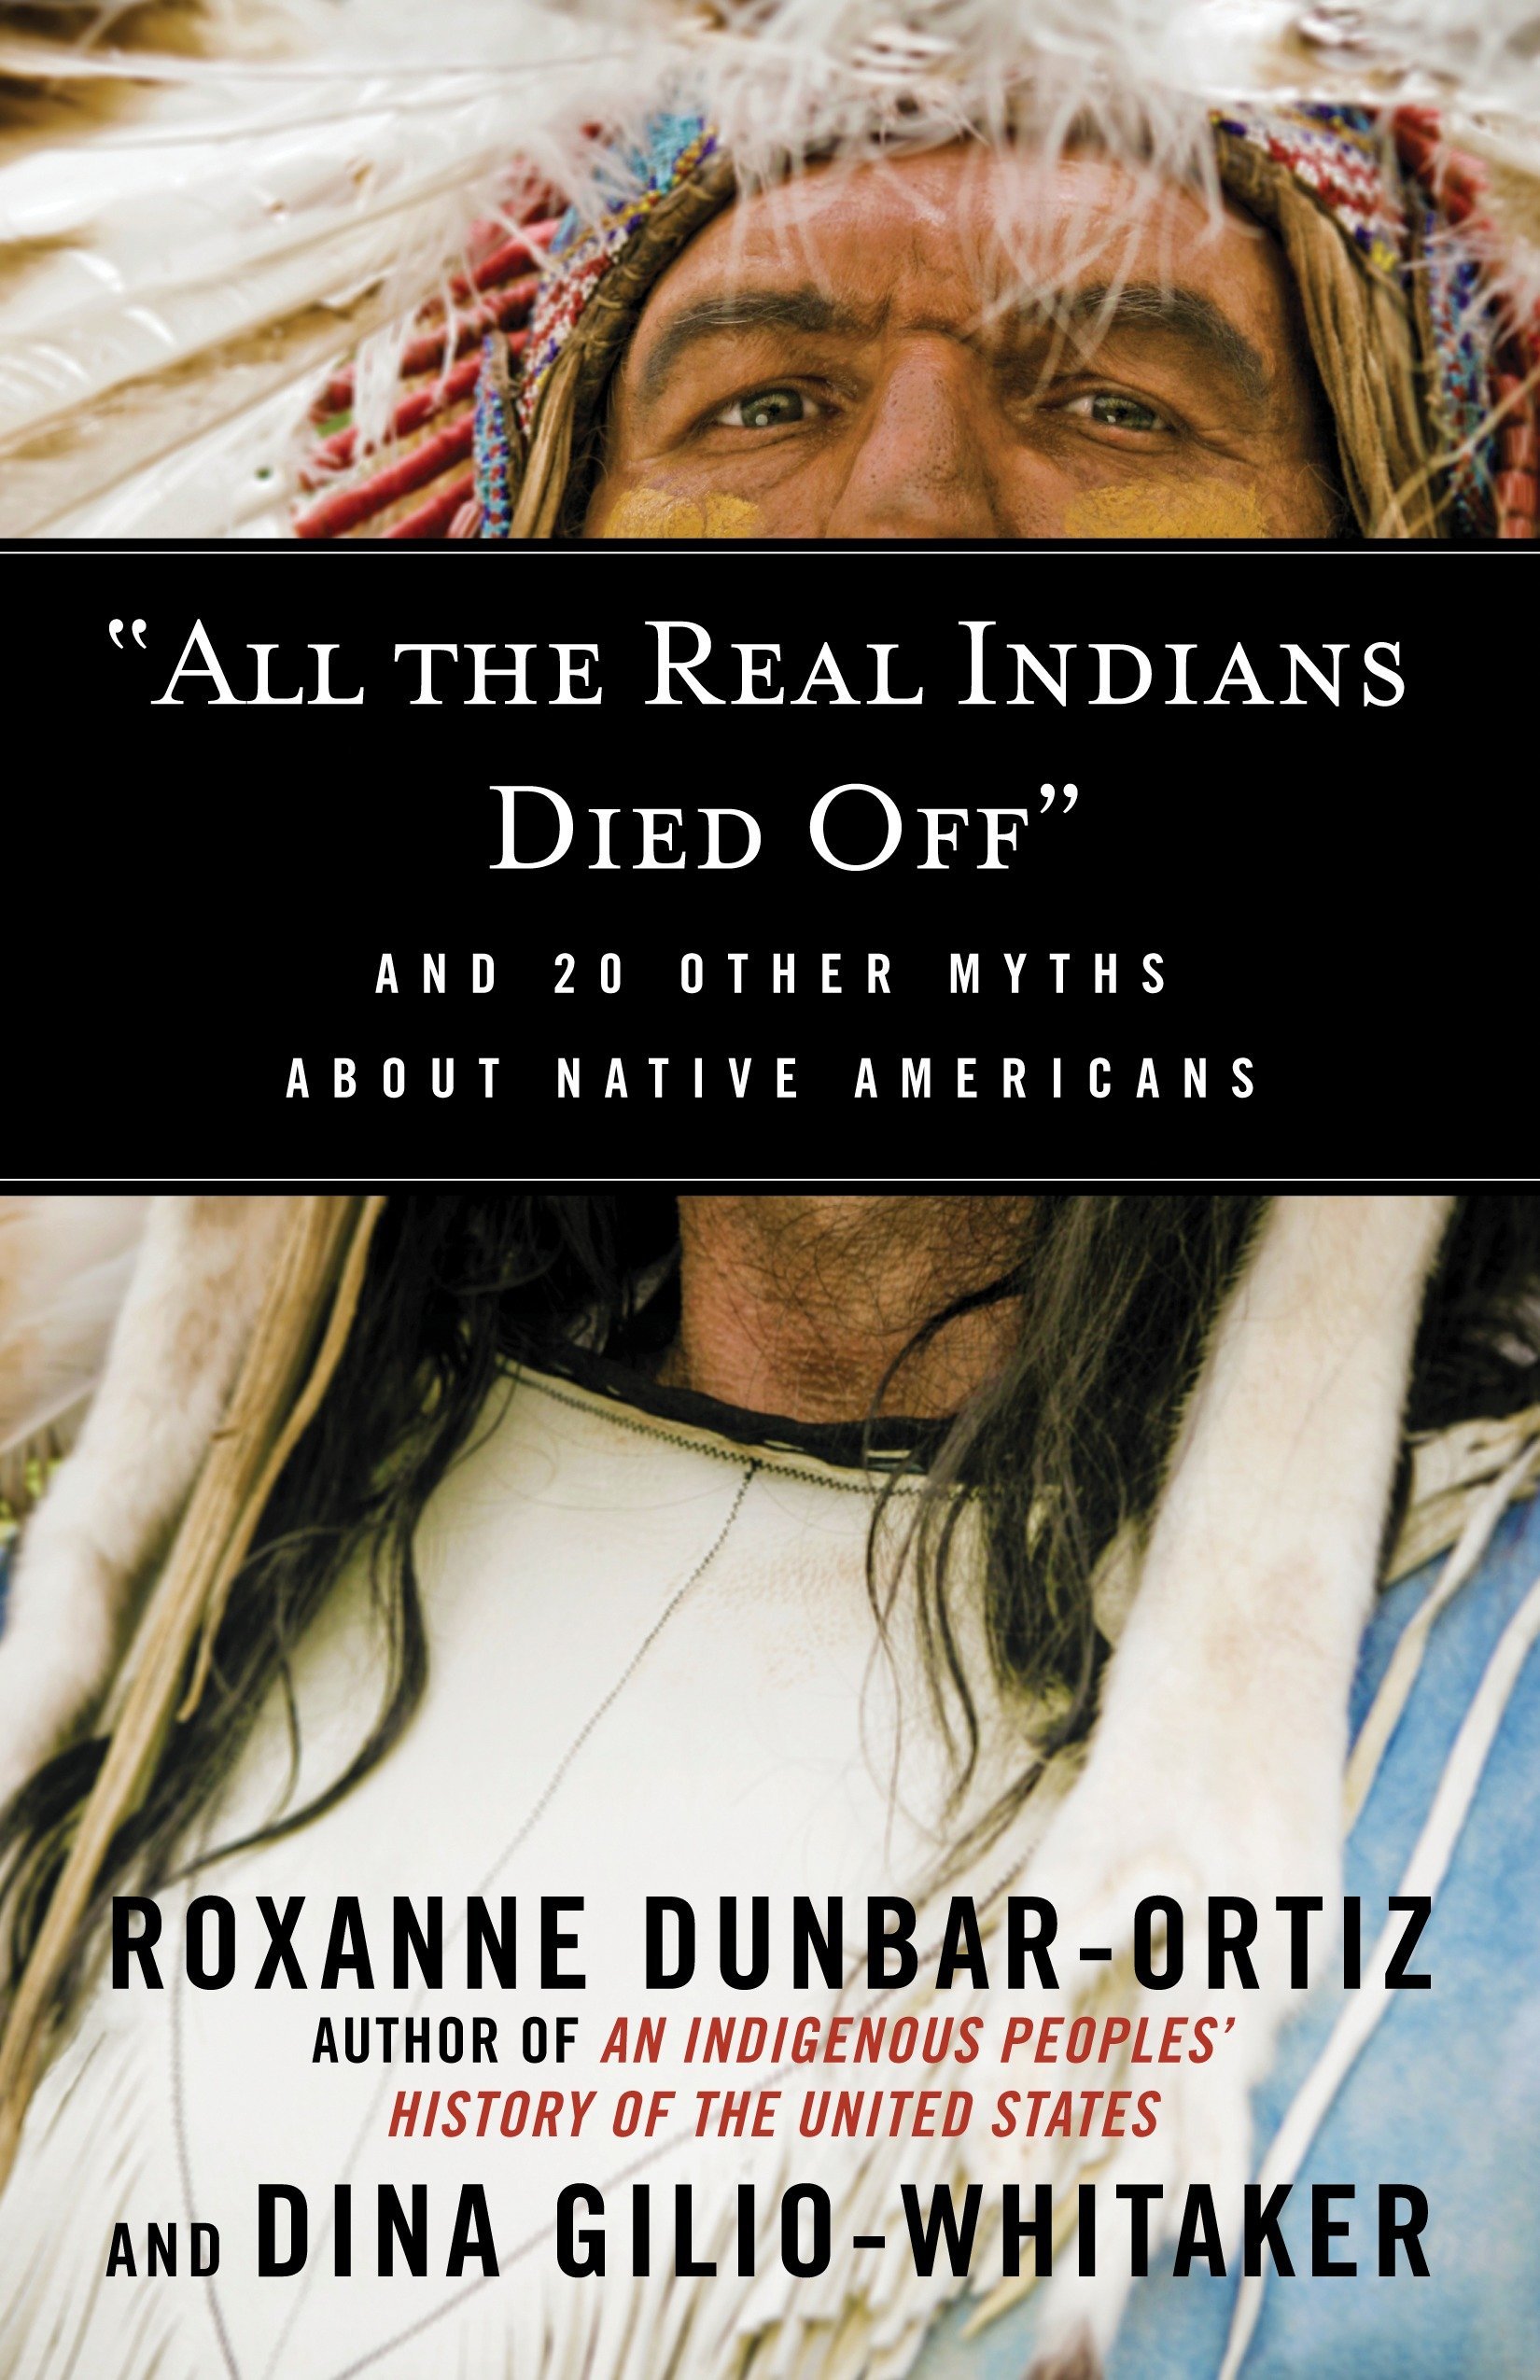 “ALL THE REAL INDIANS
DIED OFF”
AND 20 OTHER MYTHS
ABOUT NATIVE AMERICANS
ROXANNE DUNBAR-ORTIZ
AUTHOR OF AN INDIGENOUS PEOPLES’
HISTORY OF THE UNITED STATES
AND DINA GILIO-WHITAKER